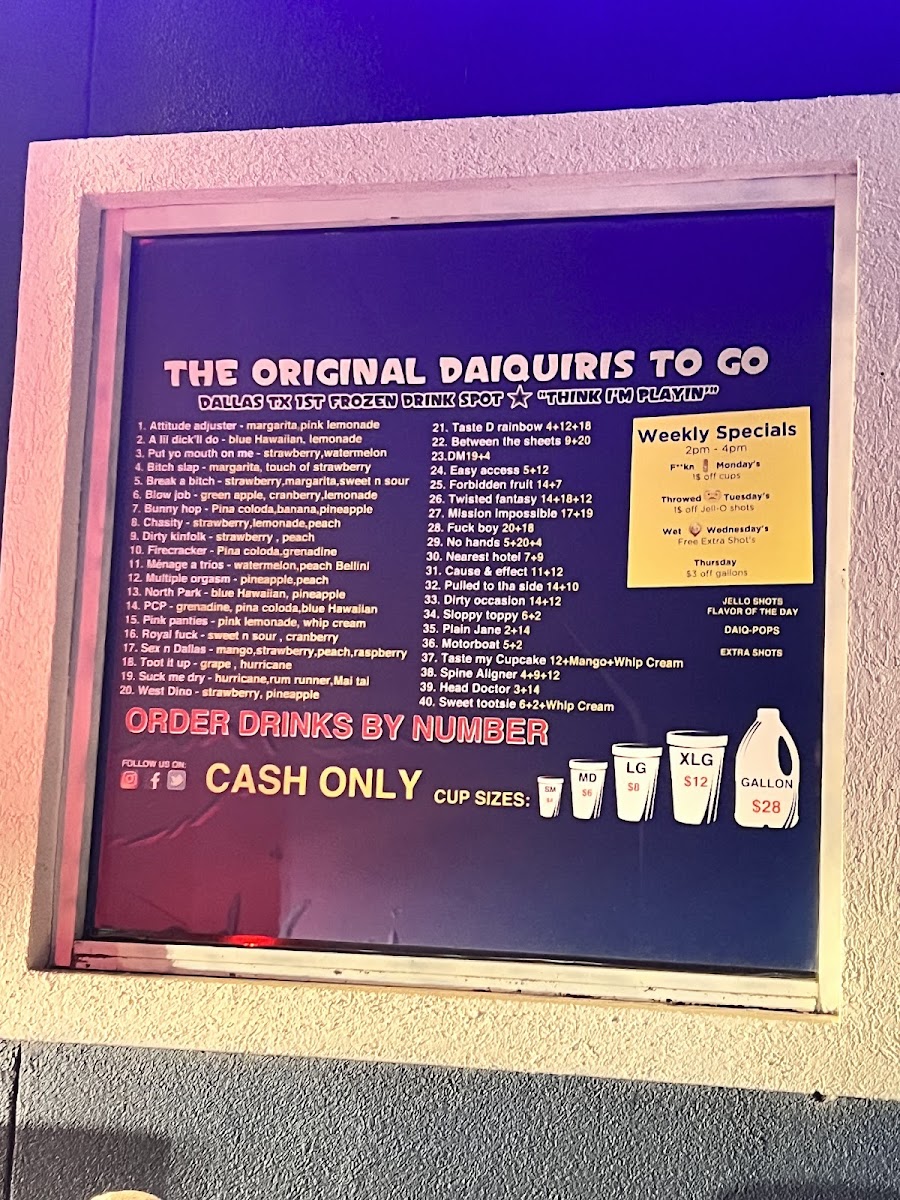 THE ORIGINAL DAIQUIRIS TO GO
DALLAS TX 1ST FROZEN DRINK SPOT ★ "THINK I'M PLAYIN'"
1. Attitude adjuster - margarita,pink lemonade
2. A lil dick'll do - blue Hawaiian, lemonade
3. Put yo mouth on me - strawberry,watermelon
4. Bitch slap - margarita, touch of strawberry
5. Break a bitch - strawberry,margarita,sweet n sour
6. Blow job - green apple, cranberry,lemonade
7. Bunny hop - Pina coloda,banana,pineapple
8. Chasity - strawberry,lemonade,peach
9. Dirty kinfolk - strawberry , peach
10. Firecracker - Pina coloda,grenadine
11. Ménage a trios - watermelon,peach Bellini
12. Multiple orgasm - pineapple,peach
13. North Park - blue Hawaiian, pineapple
14. PCP - grenadine, pina coloda,blue Hawaiian
15. Pink panties - pink lemonade, whip cream
16. Royal fuck - sweet n sour , cranberry
17. Sex n Dallas - mango,strawberry,peach,raspberry
18. Toot it up - grape , hurricane
19. Suck me dry - hurricane,rum runner,Mai tai
20. West Dino - strawberry, pineapple
21. Taste D rainbow 4+12+18
22. Between the sheets 9+20
23.DM19+4
24. Easy access 5+12
25. Forbidden fruit 14+7
26. Twisted fantasy 14+18+12
27. Mission impossible 17+19
28. Fuck boy 20+18
29. No hands 5+20+4
30. Nearest hotel 7+9
31. Cause & effect 11+12
32. Pulled to tha side 14+10
33. Dirty occasion 14+12
34. Sloppy toppy 6+2
35. Plain Jane 2+14
36. Motorboat 5+2
37. Taste my Cupcake 12+Mango+Whip Cream
38. Spine Aligner 4+9+12
39. Head Doctor 3+14
40. Sweet tootsie 6+2+Whip Cream
Weekly Specials
2pm - 4pm
F**kn Monday's
1$ off cups
Throwed Tuesday's
1$ off Jell-O shots
Wet Wednesday's
Free Extra Shot's
Thursday
$3 off gallons
JELLO SHOTS
FLAVOR OF THE DAY
DAIQ-POPS
EXTRA SHOTS
ORDER DRINKS BY NUMBER
FOLLOW US ON:
CASH ONLY
CUP SIZES:
SM
MD
$6
LG
$8
XLG
$12
GALLON
$28